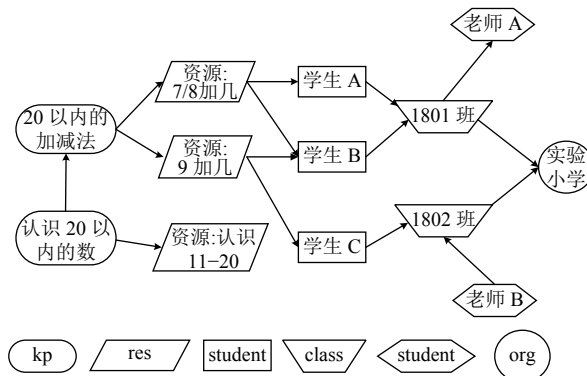 老师 A
资源:
7/8加几
学生 A
20 以内的
加减法
1801 班
资源:
9 加几
学生 B
实验
小学
认识 20 以
内的数
资源:认识
11−20
学生 C
1802 班
老师 B
kp
res
student
class
student
org